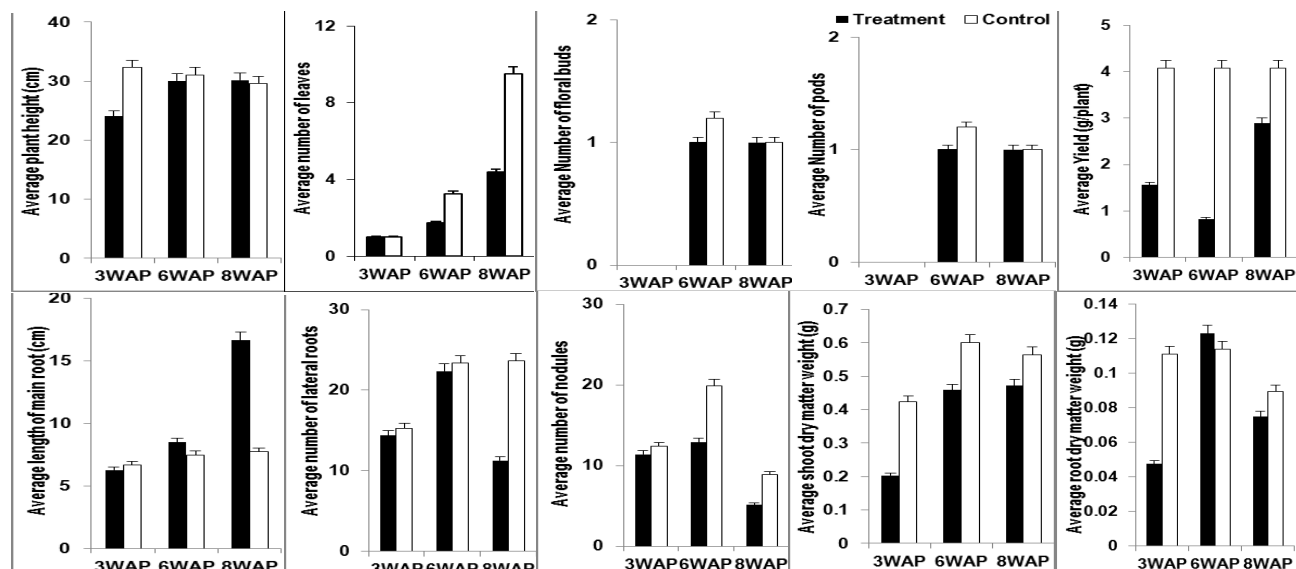 Average plant height (cm)
40
30
20
10
0
3WAP 6WAP 8WAP
Average number of leaves
12
8
4
0
3WAP 6WAP 8WAP
Average Number of floral buds
2
1
0
3WAP 6WAP 8WAP
Treatment Control
Average Number of pods
2
1
0
3WAP 6WAP 8WAP
Average Yield (g/plant)
5
4
3
2
1
0
3WAP 6WAP 8WAP
Average length of main root (cm)
20
15
10
5
0
3WAP 6WAP 8WAP
Average number of lateral roots
30
20
10
0
3WAP 6WAP 8WAP
Average number of nodules
30
20
10
0
3WAP 6WAP 8WAP
Average shoot dry matter weight (g)
0.7
0.6
0.5
0.4
0.3
0.2
0.1
0
3WAP 6WAP 8WAP
Average root dry matter weight (g)
0.14
0.12
0.10
0.08
0.06
0.04
0.02
0
3WAP 6WAP 8WAP